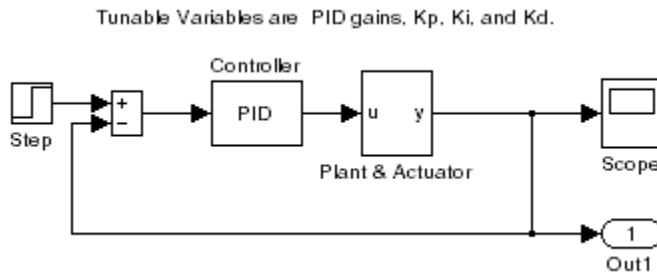 Tunable Variables are PID gains, Kp, Ki, and Kd.
Controller
+
−
PID
u y
Step
Plant & Actuator
Scope
1
Out1